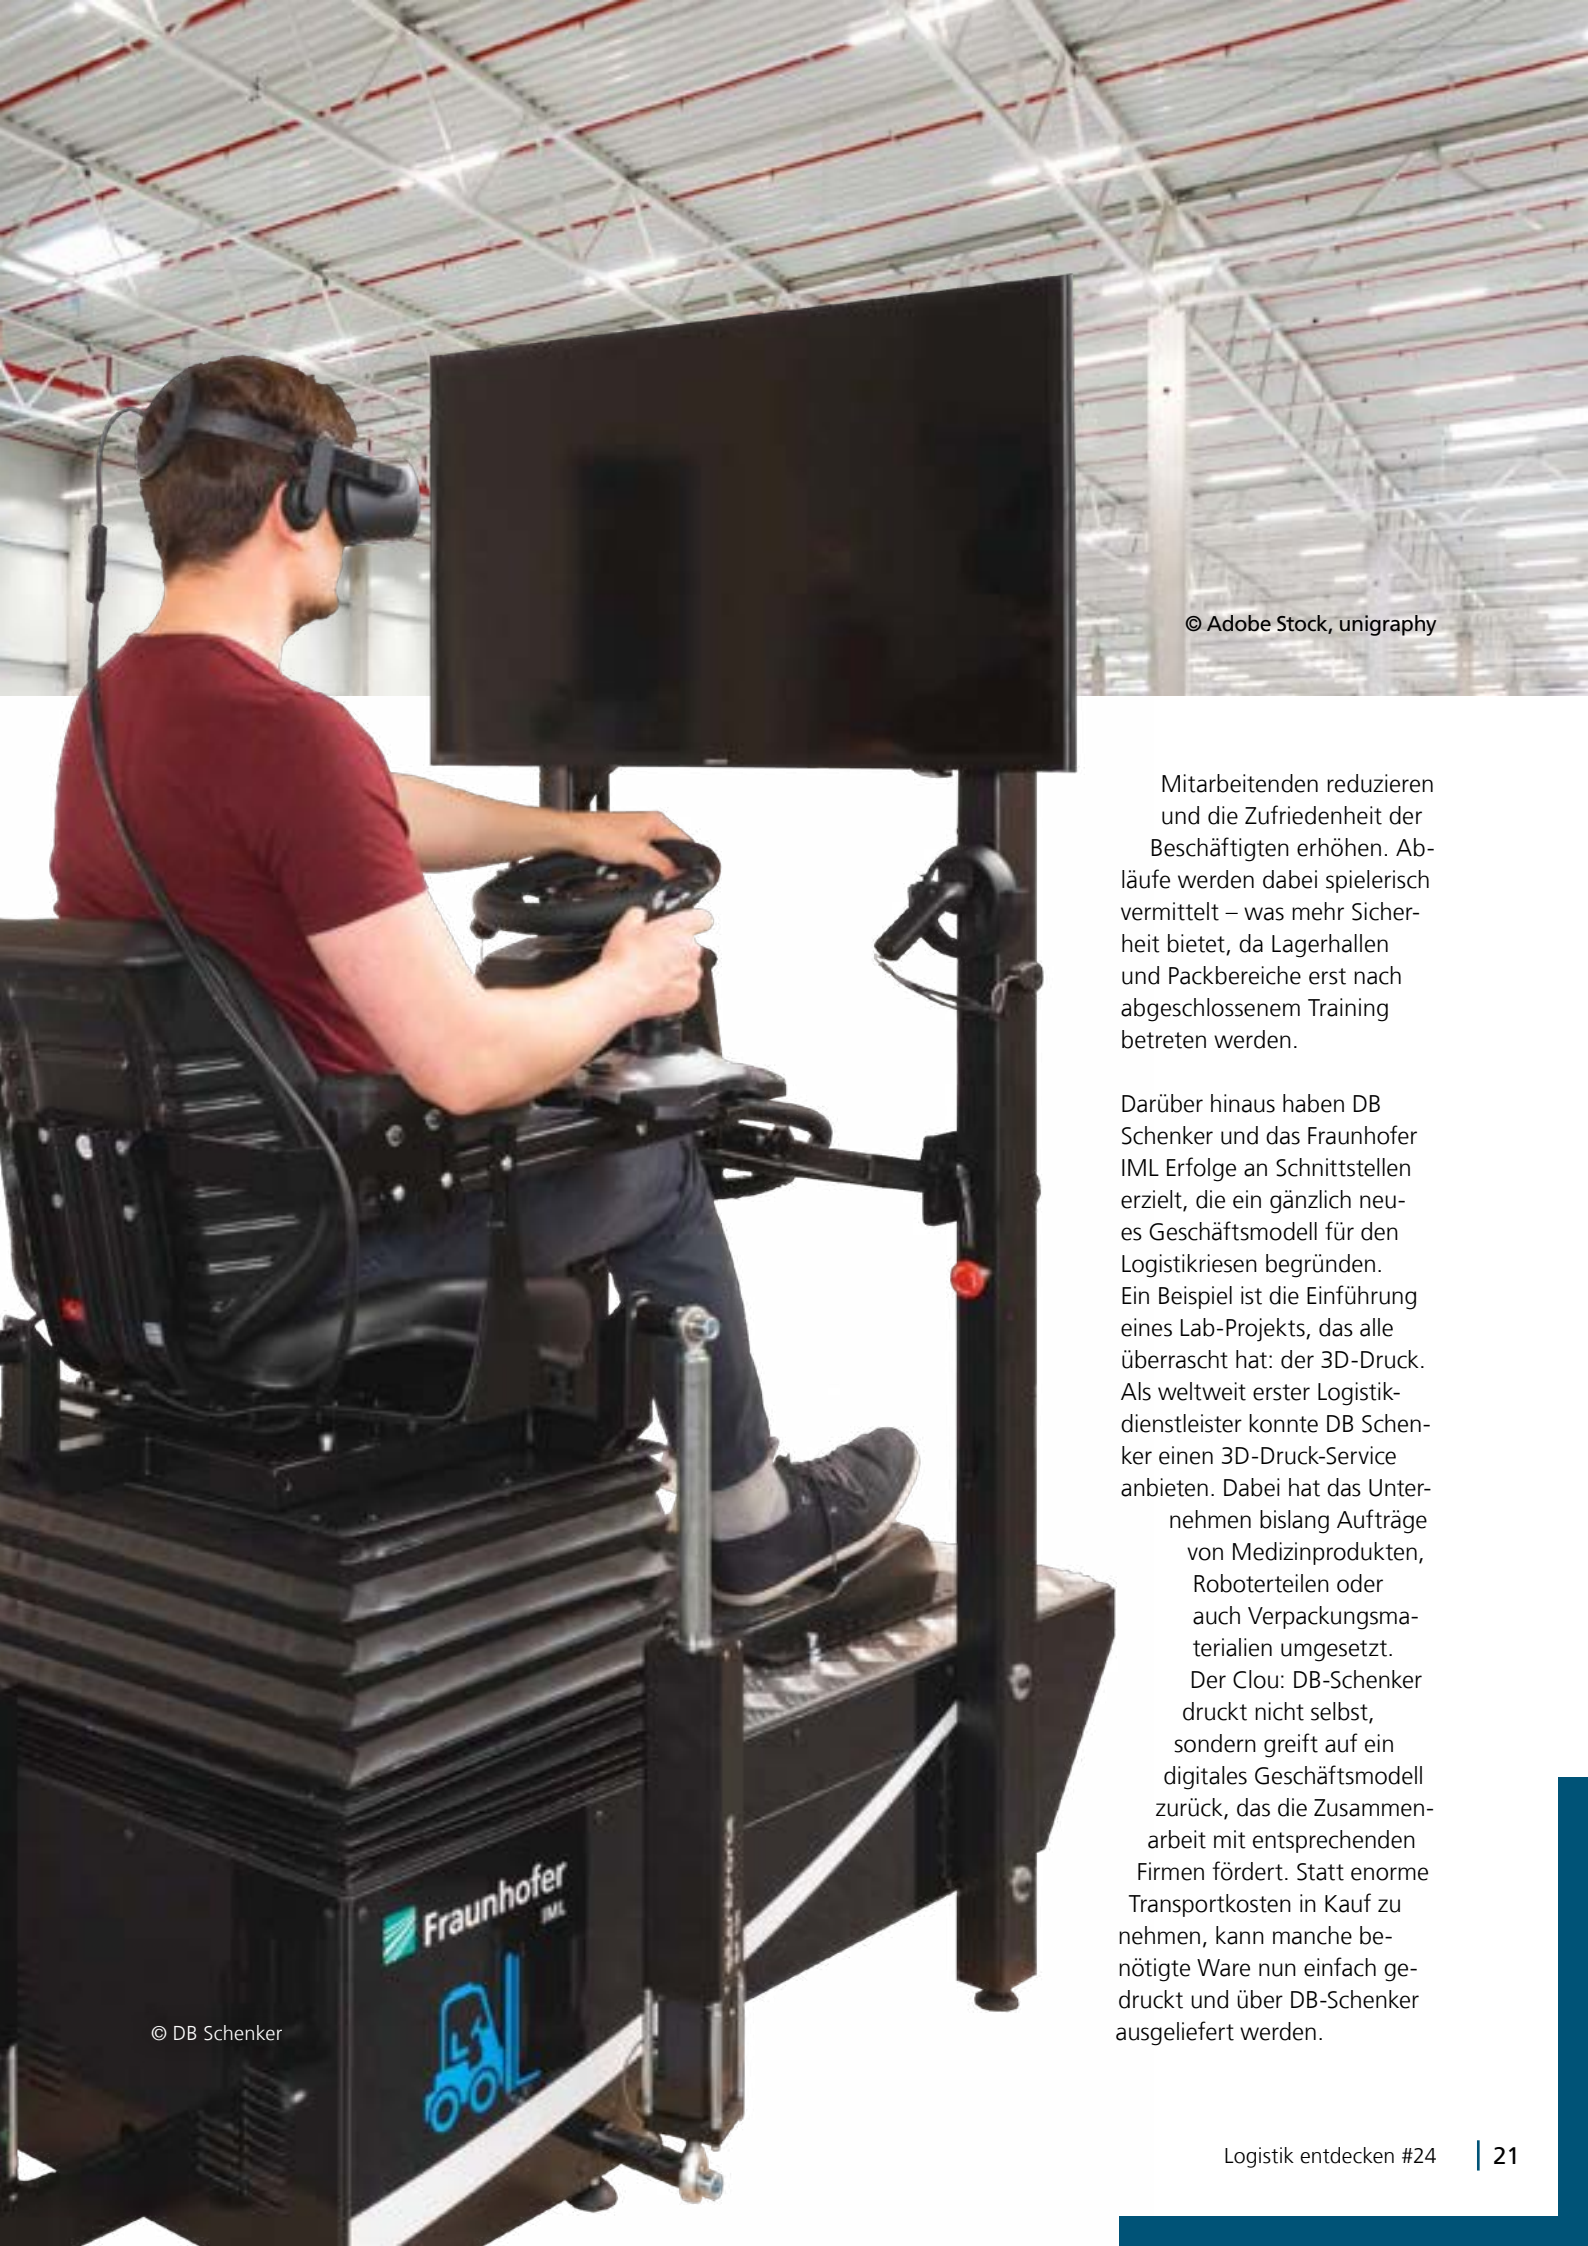 © Adobe Stock, unigraphy
Mitarbeitenden reduzieren
und die Zufriedenheit der
Beschäftigten erhöhen. Ab-
läufe werden dabei spielerisch
vermittelt – was mehr Sicher-
heit bietet, da Lagerhallen
und Packbereiche erst nach
abgeschlossenem Training
betreten werden.
Darüber hinaus haben DB
Schenker und das Fraunhofer
IML Erfolge an Schnittstellen
erzielt, die ein gänzlich neu-
es Geschäftsmodell für den
Logistikriesen begründen.
Ein Beispiel ist die Einführung
eines Lab-Projekts, das alle
überrascht hat: der 3D-Druck.
Als weltweit erster Logistik-
dienstleister konnte DB Schen-
ker einen 3D-Druck-Service
anbieten. Dabei hat das Unter-
nehmen bislang Aufträge
von Medizinprodukten,
Roboterteilen oder
auch Verpackungsma-
terialien umgesetzt.
Der Clou: DB-Schenker
druckt nicht selbst,
sondern greift auf ein
digitales Geschäftsmodell
zurück, das die Zusammen-
arbeit mit entsprechenden
Firmen fördert. Statt enorme
Transportkosten in Kauf zu
nehmen, kann manche be-
nötigte Ware nun einfach ge-
druckt und über DB-Schenker
ausgeliefert werden.
Fraunhofer
IML
© DB Schenker
Logistik entdecken #24 | 21